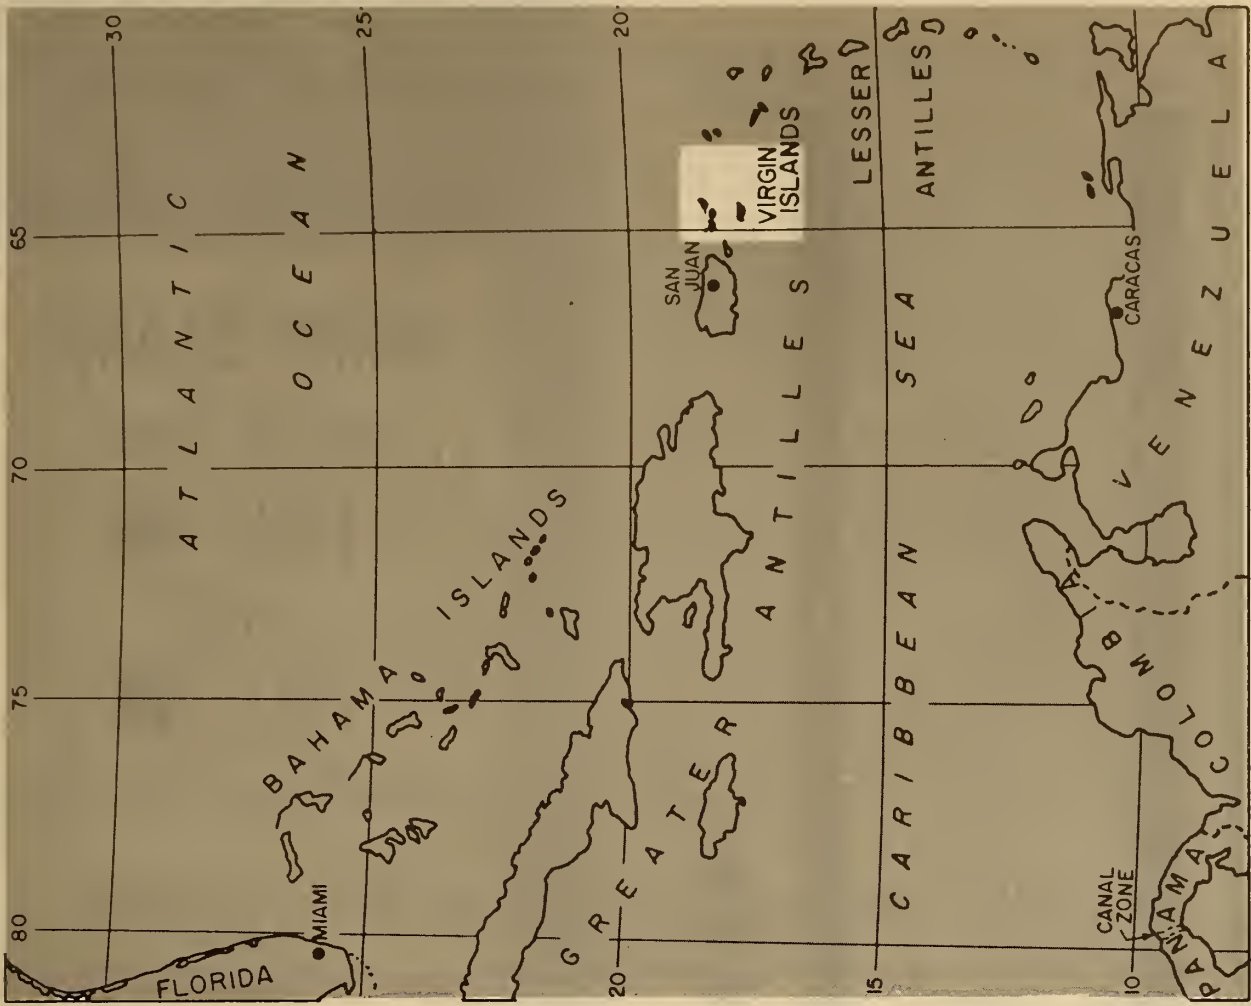 80
75
70
65
30
25
20
20
15
10
FLORIDA
MIAMI
BAHAMA
ISLANDS
ATLANTIC
OCEAN
GREATER
ANTILLES
SAN
JUAN
VIRGIN
ISLANDS
LESSER
ANTILLES
CARIBBEAN SEA
CANAL
ZONE
PANAMA
COLOMBIA
VENEZUELA
CARACAS